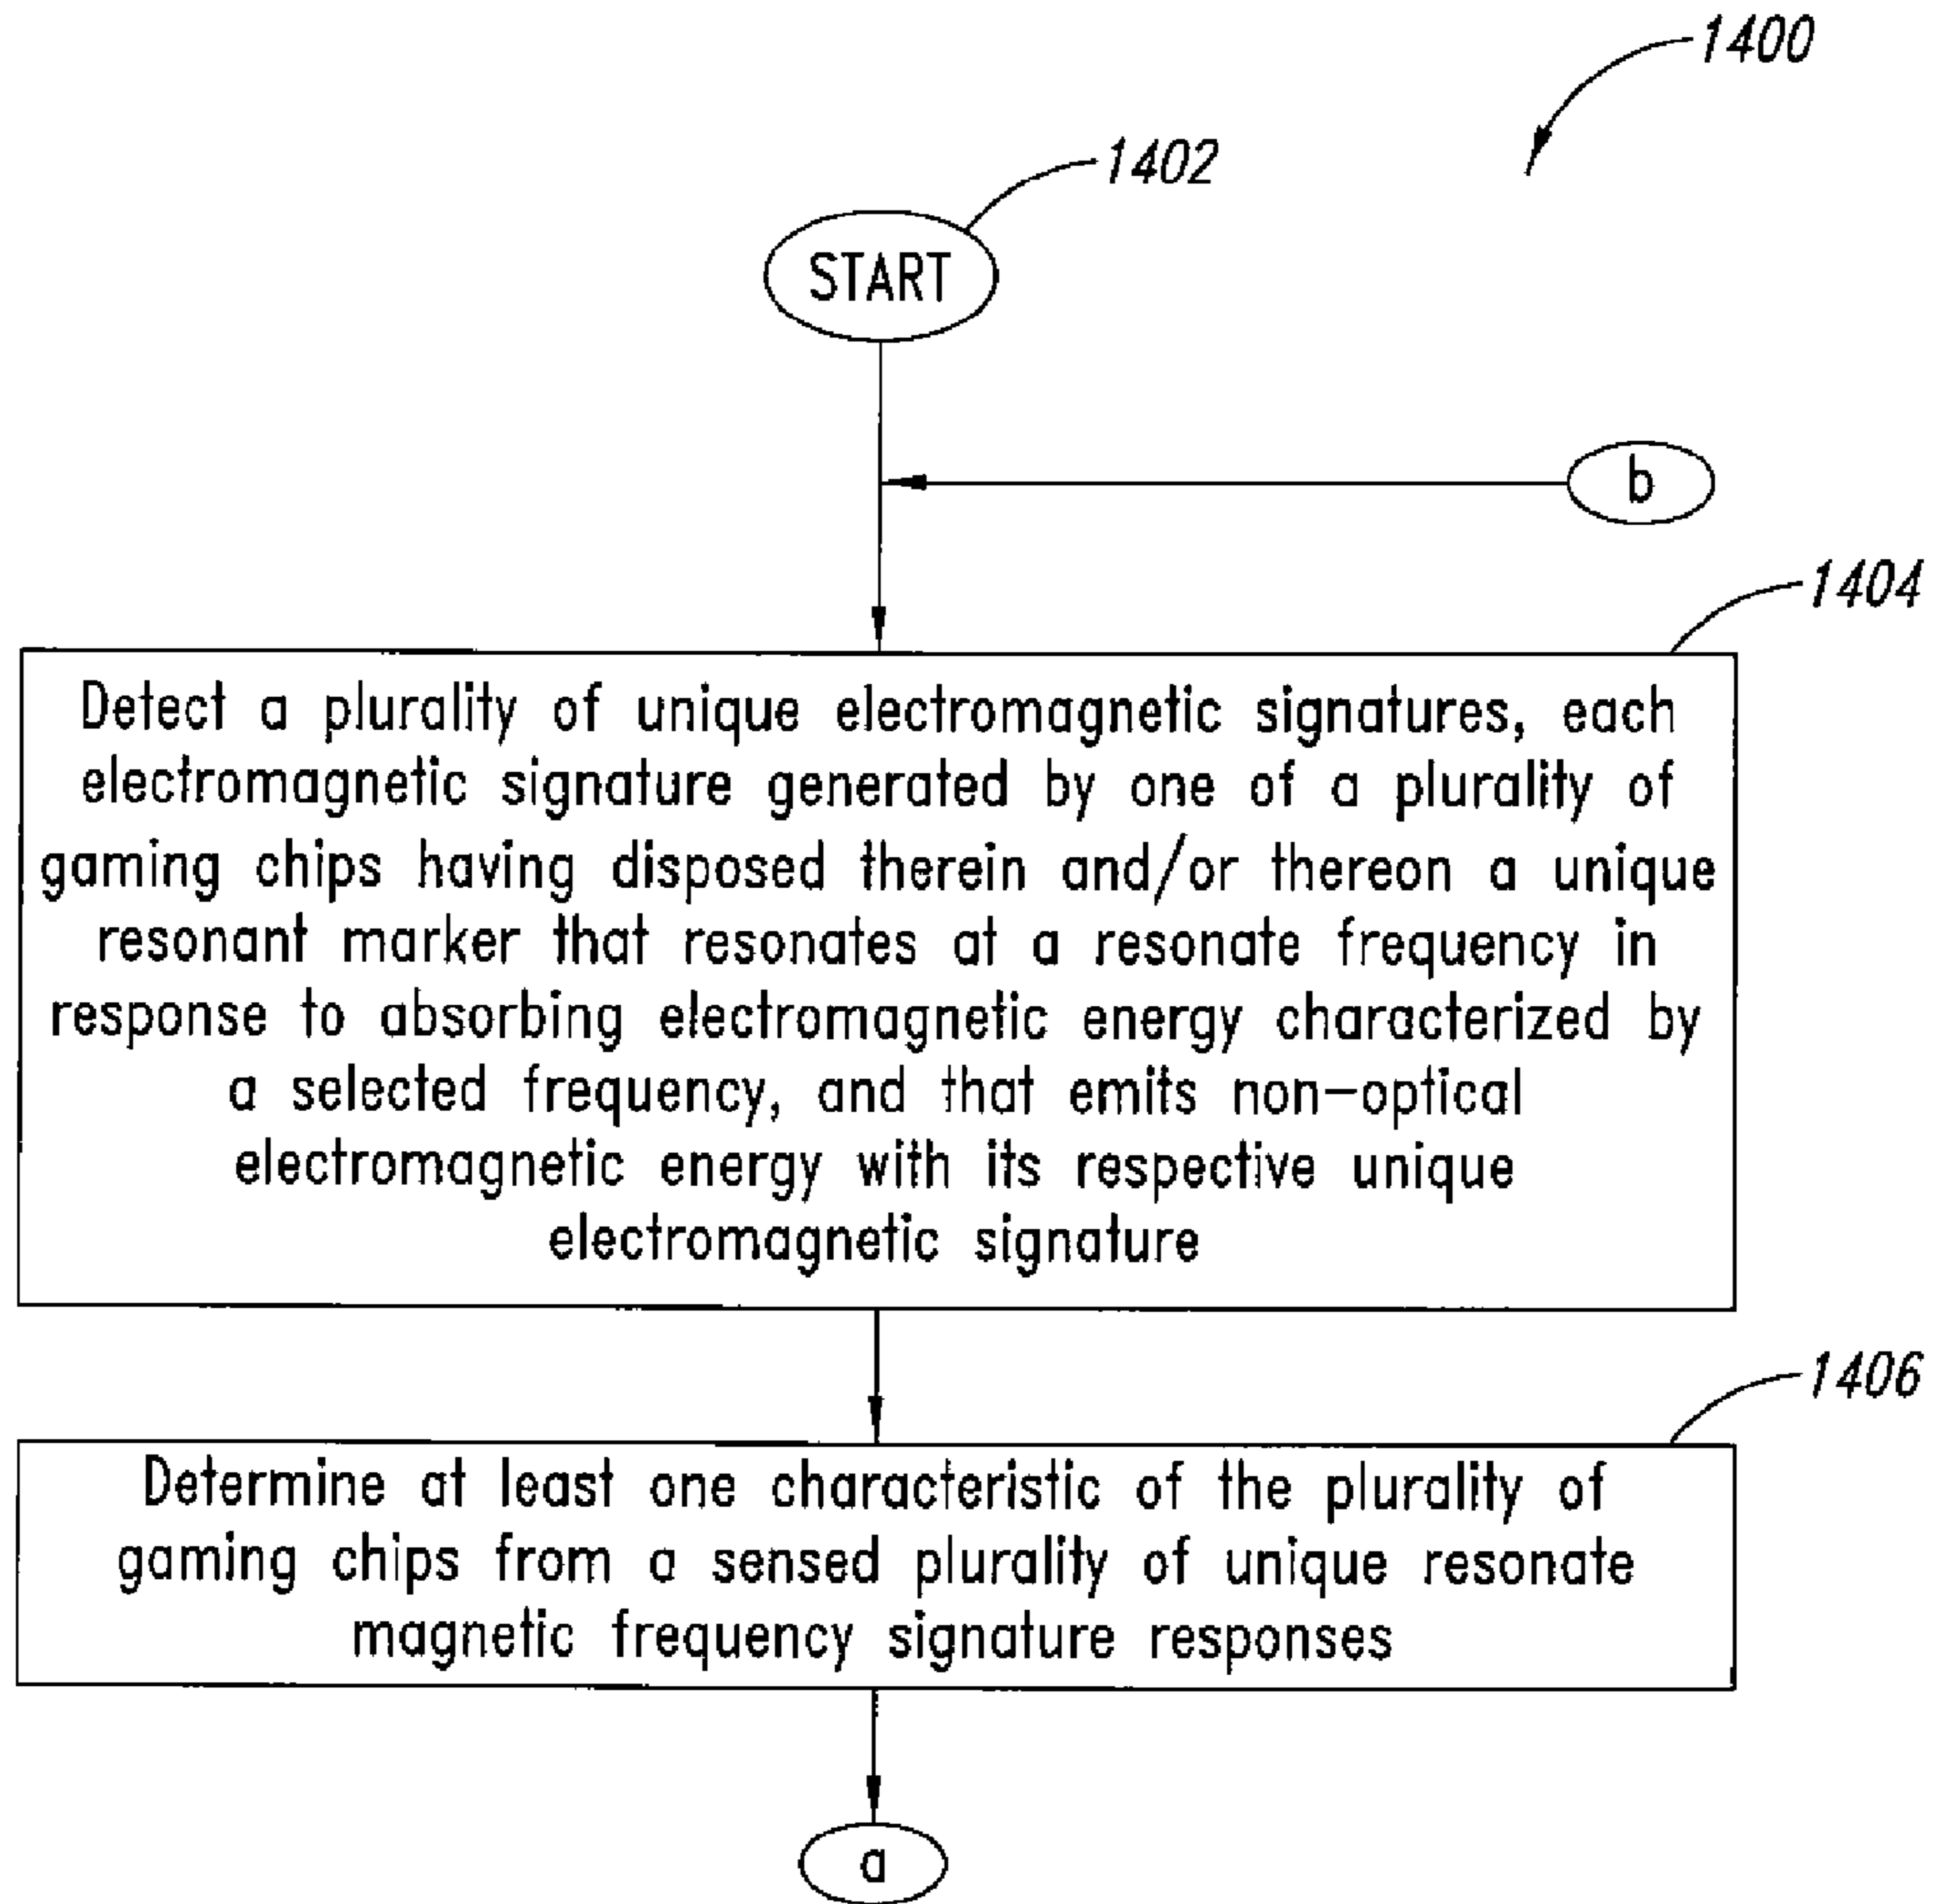 1400
1402
START
b
1404
Detect a plurality of unique electromagnetic signatures, each
electromagnetic signature generated by one of a plurality of
gaming chips having disposed therein and/or thereon a unique
resonant marker that resonates at a resonate frequency in
response to absorbing electromagnetic energy characterized by
a selected frequency, and that emits non-optical
electromagnetic energy with its respective unique
electromagnetic signature
1406
Determine at least one characteristic of the plurality of
gaming chips from a sensed plurality of unique resonate
magnetic frequency signature responses
a